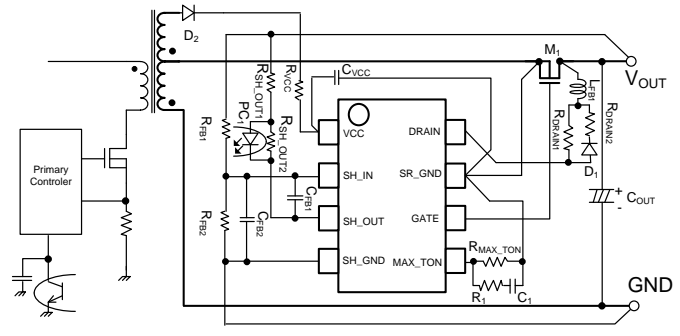 D2
M1
VOUT
RVCC
CVCC
RSH_OUT1
PC1
RSH_OUT2
RFB1
RFB2
CFB1
CFB2
LFB1
RDRAIN1
RDRAIN2
D1
VCC
DRAIN
SH_IN
SR_GND
SH_OUT
GATE
SH_GND
MAX_TON
RMAX_TON
R1
C1
+
-
COUT
GND
Primary
Controler